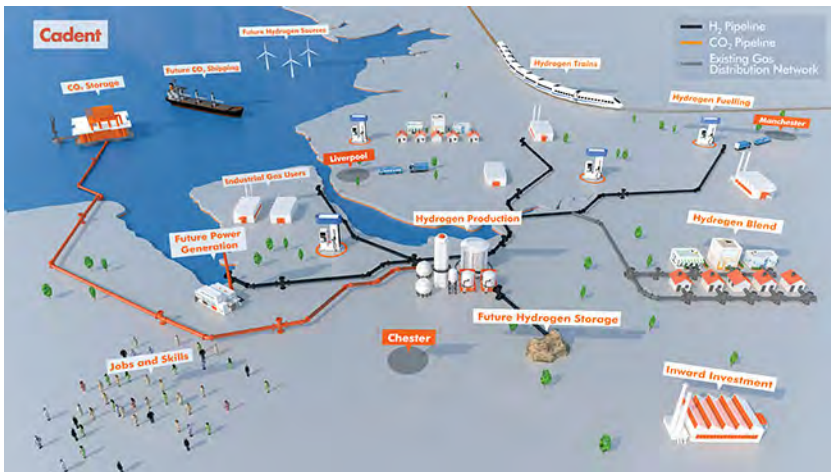 Cadent
Future Hydrogen Sources
H₂ Pipeline
CO₂ Pipeline
Existing Gas
Distribution Network
CO₂ Storage
Future CO₂ Shipping
Hydrogen Trains
Hydrogen Fuelling
Manchester
Liverpool
Industrial Gas Users
Hydrogen Production
Hydrogen Blend
Future Power
Generation
Future Hydrogen Storage
Chester
Jobs and Skills
Inward Investment